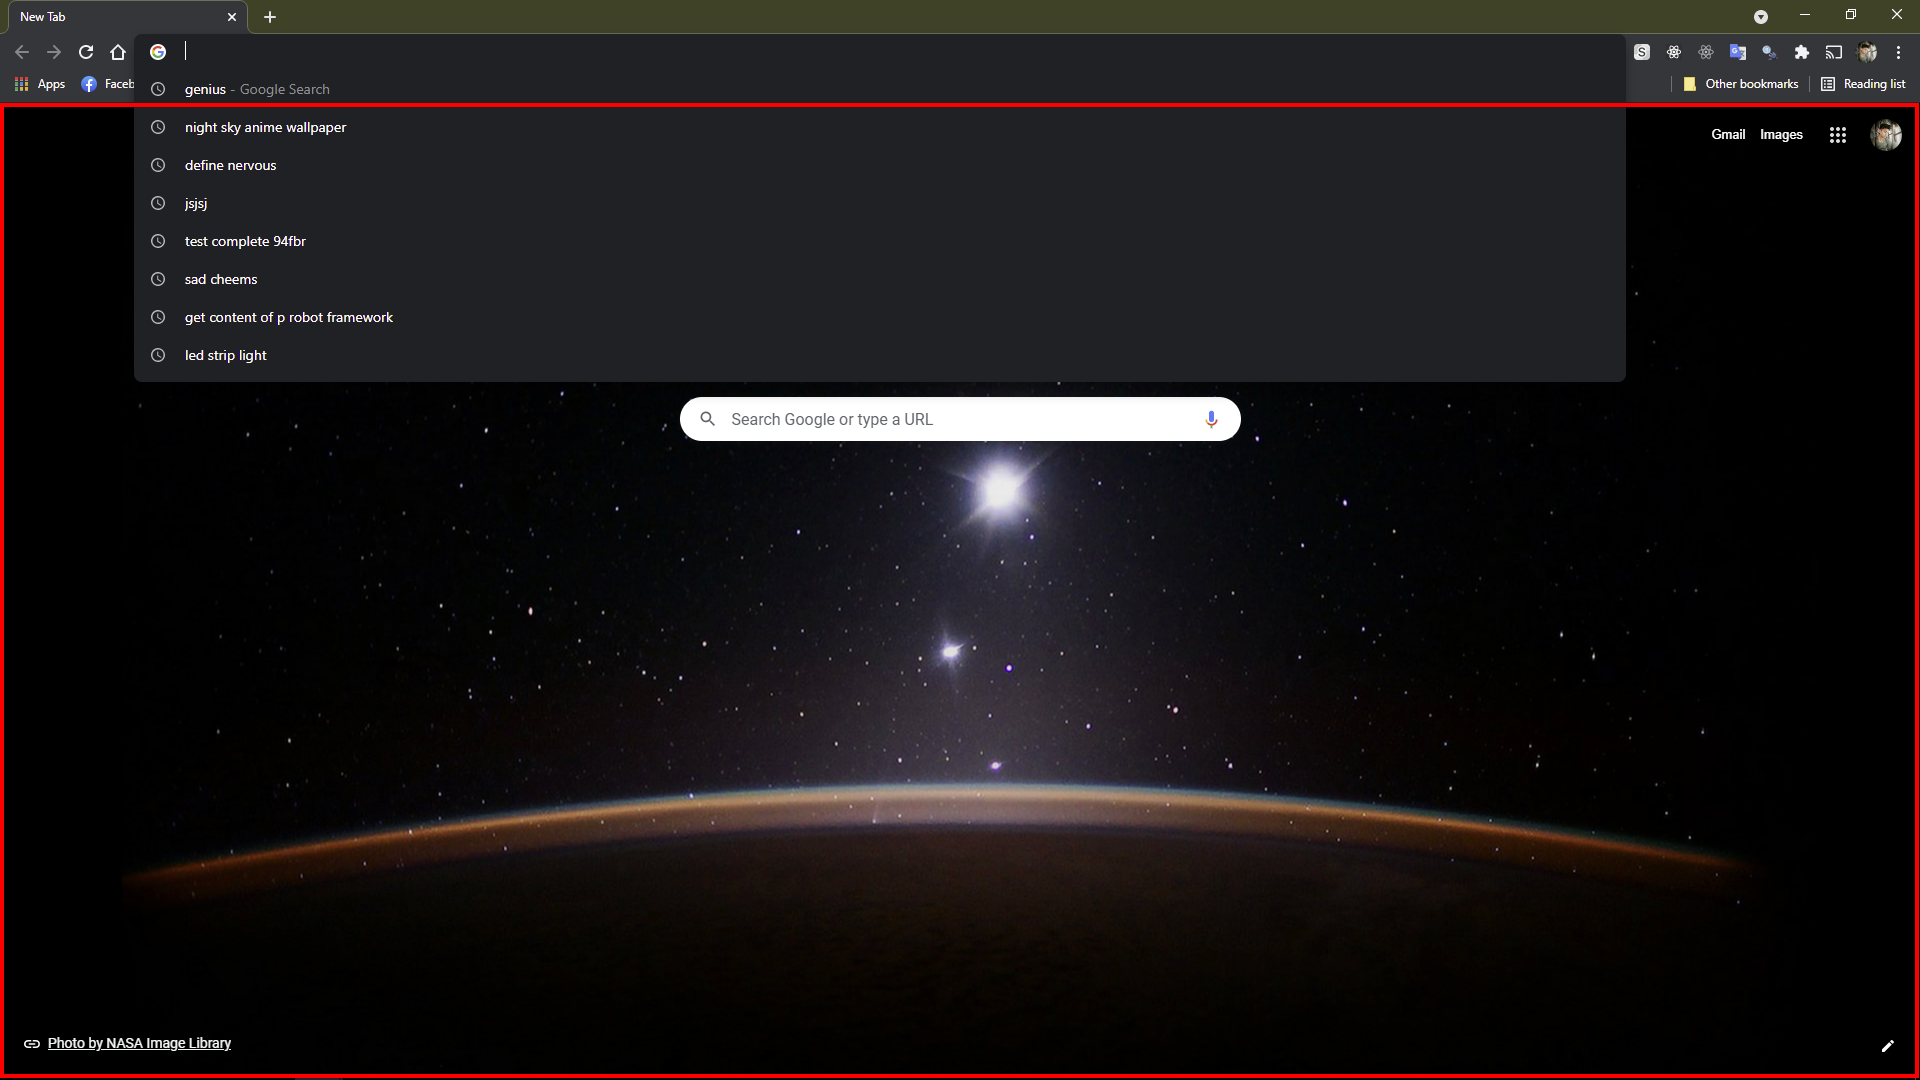 New Tab
S
Apps
Faceb
genius - Google Search
Other bookmarks
Reading list
night sky anime wallpaper
Gmail
Images
define nervous
jsjsj
test complete 94fbr
sad cheems
get content of p robot framework
led strip light
Search Google or type a URL
Photo by NASA Image Library